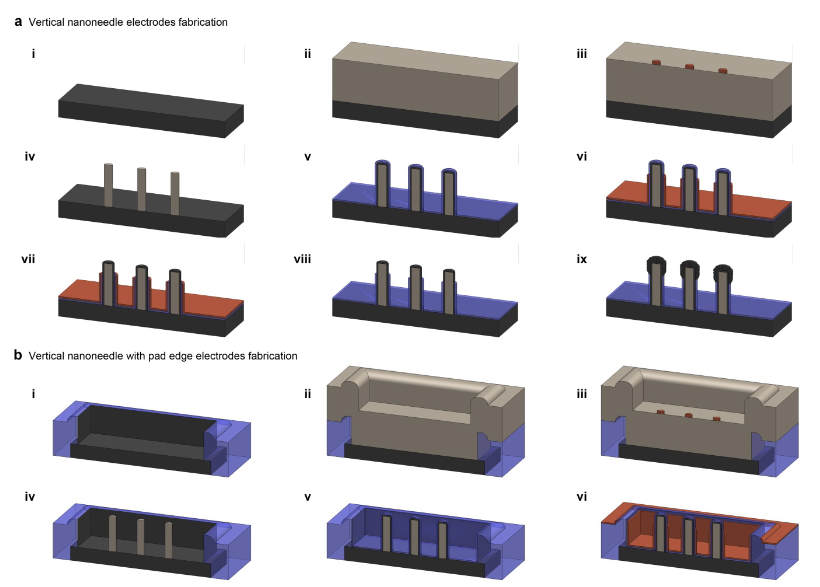 a Vertical nanoneedle electrodes fabrication
i ii iii
iv v vi
vii viii ix
b Vertical nanoneedle with pad edge electrodes fabrication
i ii iii
iv v vi